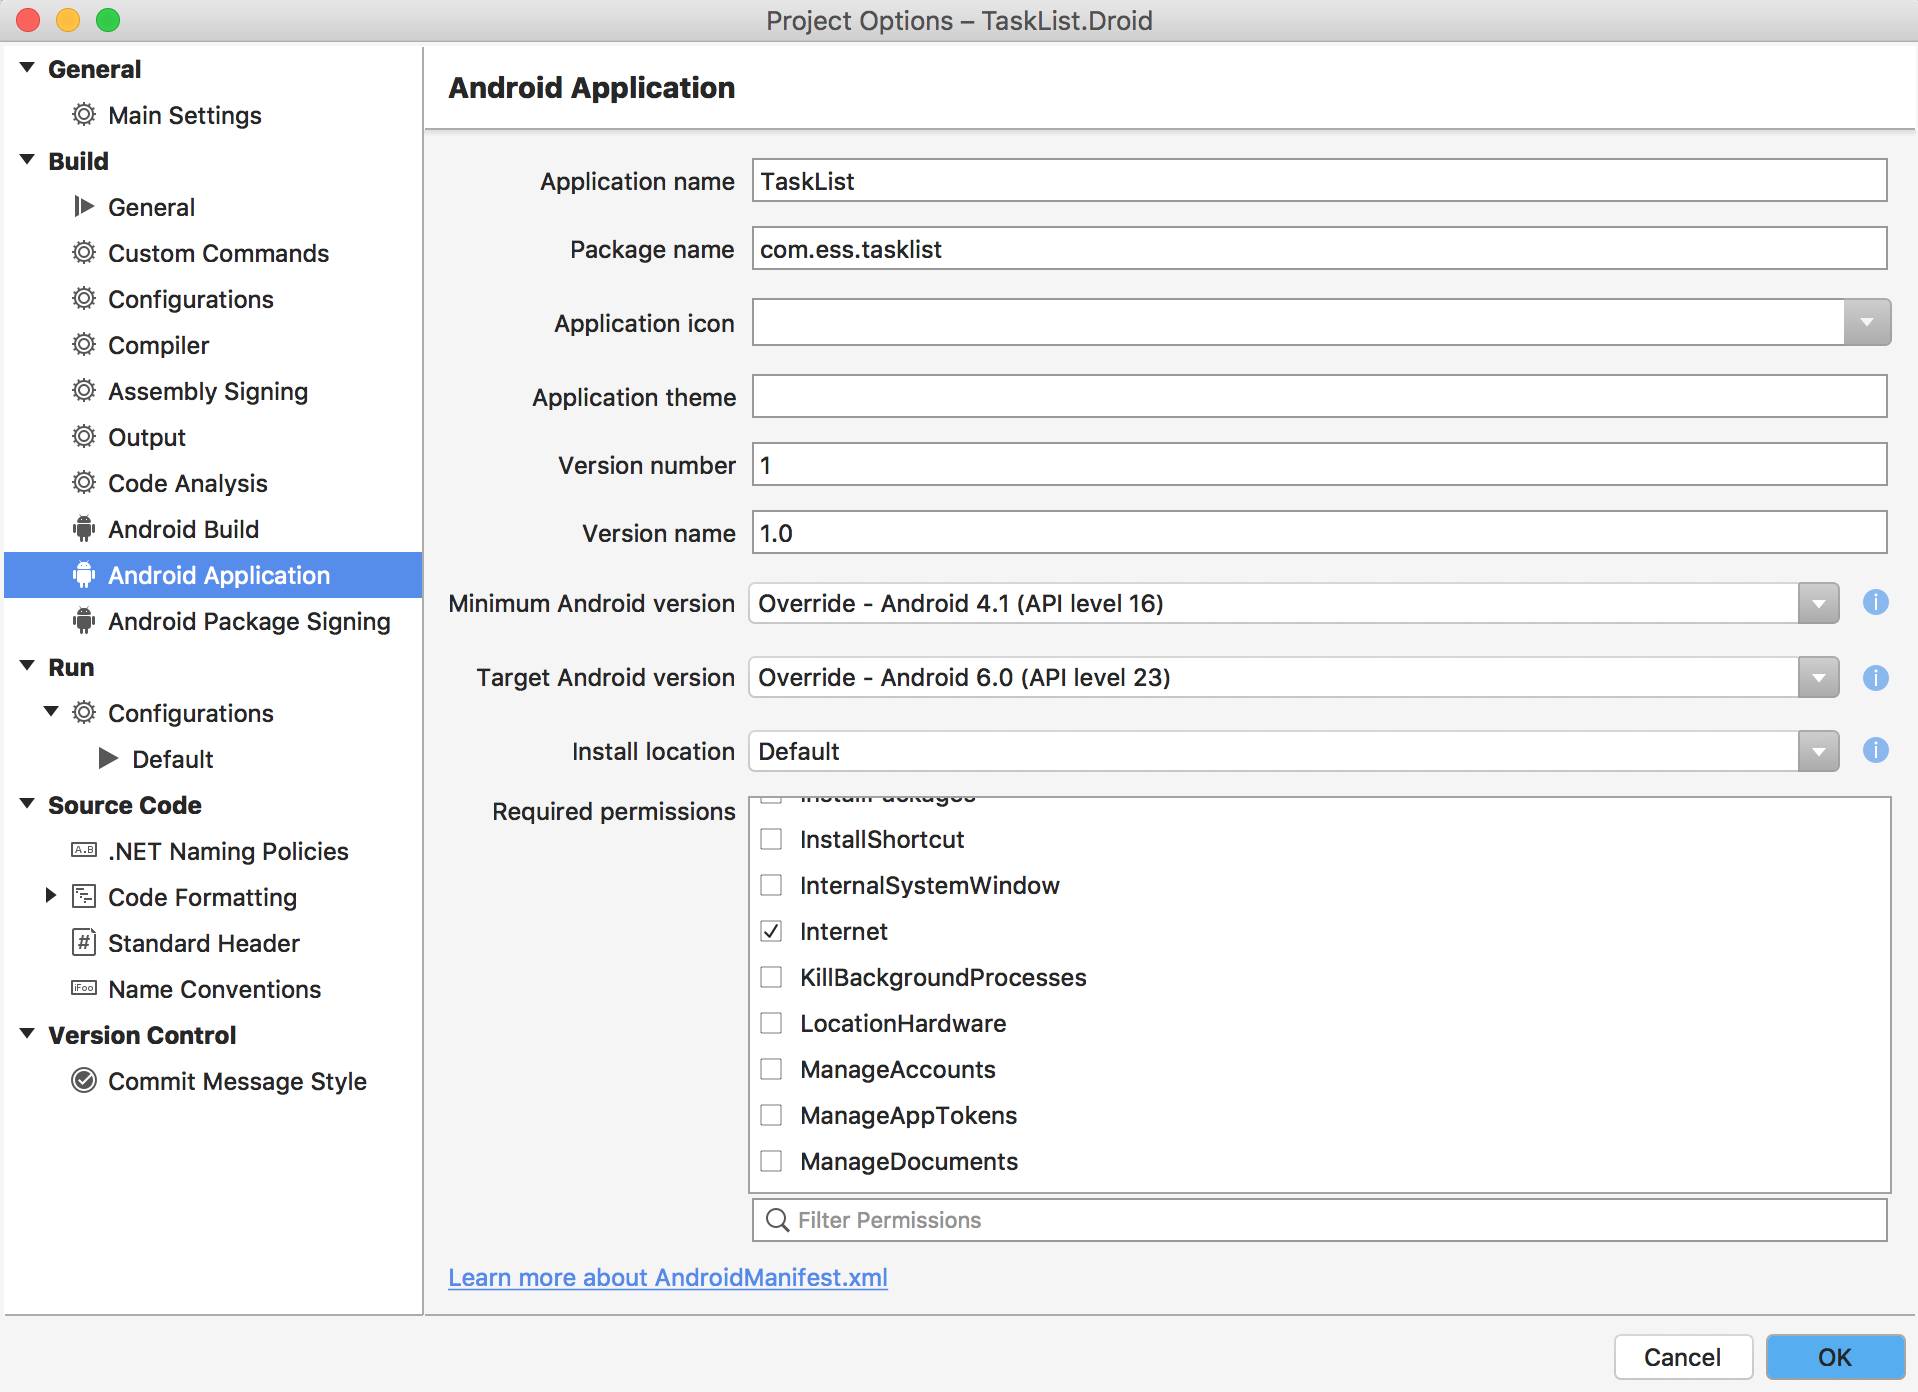 Project Options – TaskList.Droid
General
Main Settings
Build
General
Custom Commands
Configurations
Compiler
Assembly Signing
Output
Code Analysis
Android Build
Android Application
Android Package Signing
Run
Configurations
Default
Source Code
A.B .NET Naming Policies
Code Formatting
# Standard Header
iFoo Name Conventions
Version Control
Commit Message Style
Android Application
Application name TaskList
Package name com.ess.tasklist
Application icon
Application theme
Version number 1
Version name 1.0
Minimum Android version Override - Android 4.1 (API level 16)
Target Android version Override - Android 6.0 (API level 23)
Install location Default
Required permissions
InstallPackages
InstallShortcut
InternalSystemWindow
Internet
KillBackgroundProcesses
LocationHardware
ManageAccounts
ManageAppTokens
ManageDocuments
Filter Permissions
Learn more about AndroidManifest.xml
Cancel OK